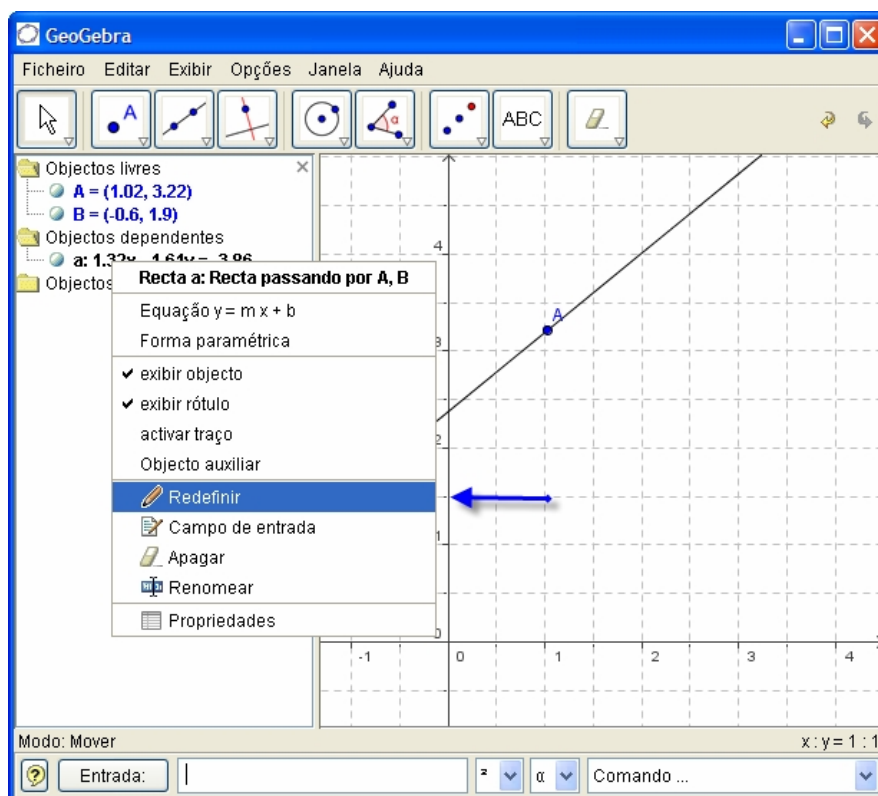 GeoGebra
Ficheiro Editar Exibir Opções Janela Ajuda
A α ABC
Objectos livres
A = (1.02, 3.22)
B = (-0.6, 1.9)
Objectos dependentes
a:
Objectos
Recta a: Recta passando por A, B
Equação y = m x + b
Forma paramétrica
exibir objecto
exibir rótulo
activar traço
Objecto auxiliar
Redefinir
Campo de entrada
Apagar
Renomear
Propriedades
4
A
3
2
1
0
-1 0 1 2 3 4
Modo: Mover
x : y = 1 : 1
Entrada:
² α Comando ...